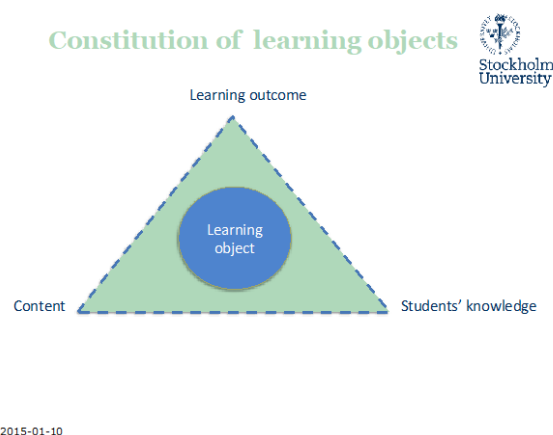 Constitution of learning objects
Stockholm
University
Learning outcome
Learning
object
Content
Students' knowledge
2015-01-10